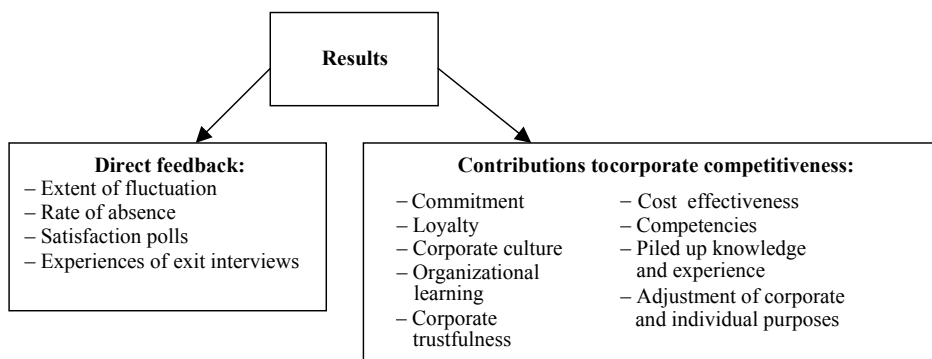 Results
Direct feedback:
– Extent of fluctuation
– Rate of absence
– Satisfaction polls
– Experiences of exit interviews
Contributions tocorporate competitiveness:
– Commitment
– Loyalty
– Corporate culture
– Organizational
learning
– Corporate
trustfulness
– Cost effectiveness
– Competencies
– Piled up knowledge
and experience
– Adjustment of corporate
and individual purposes